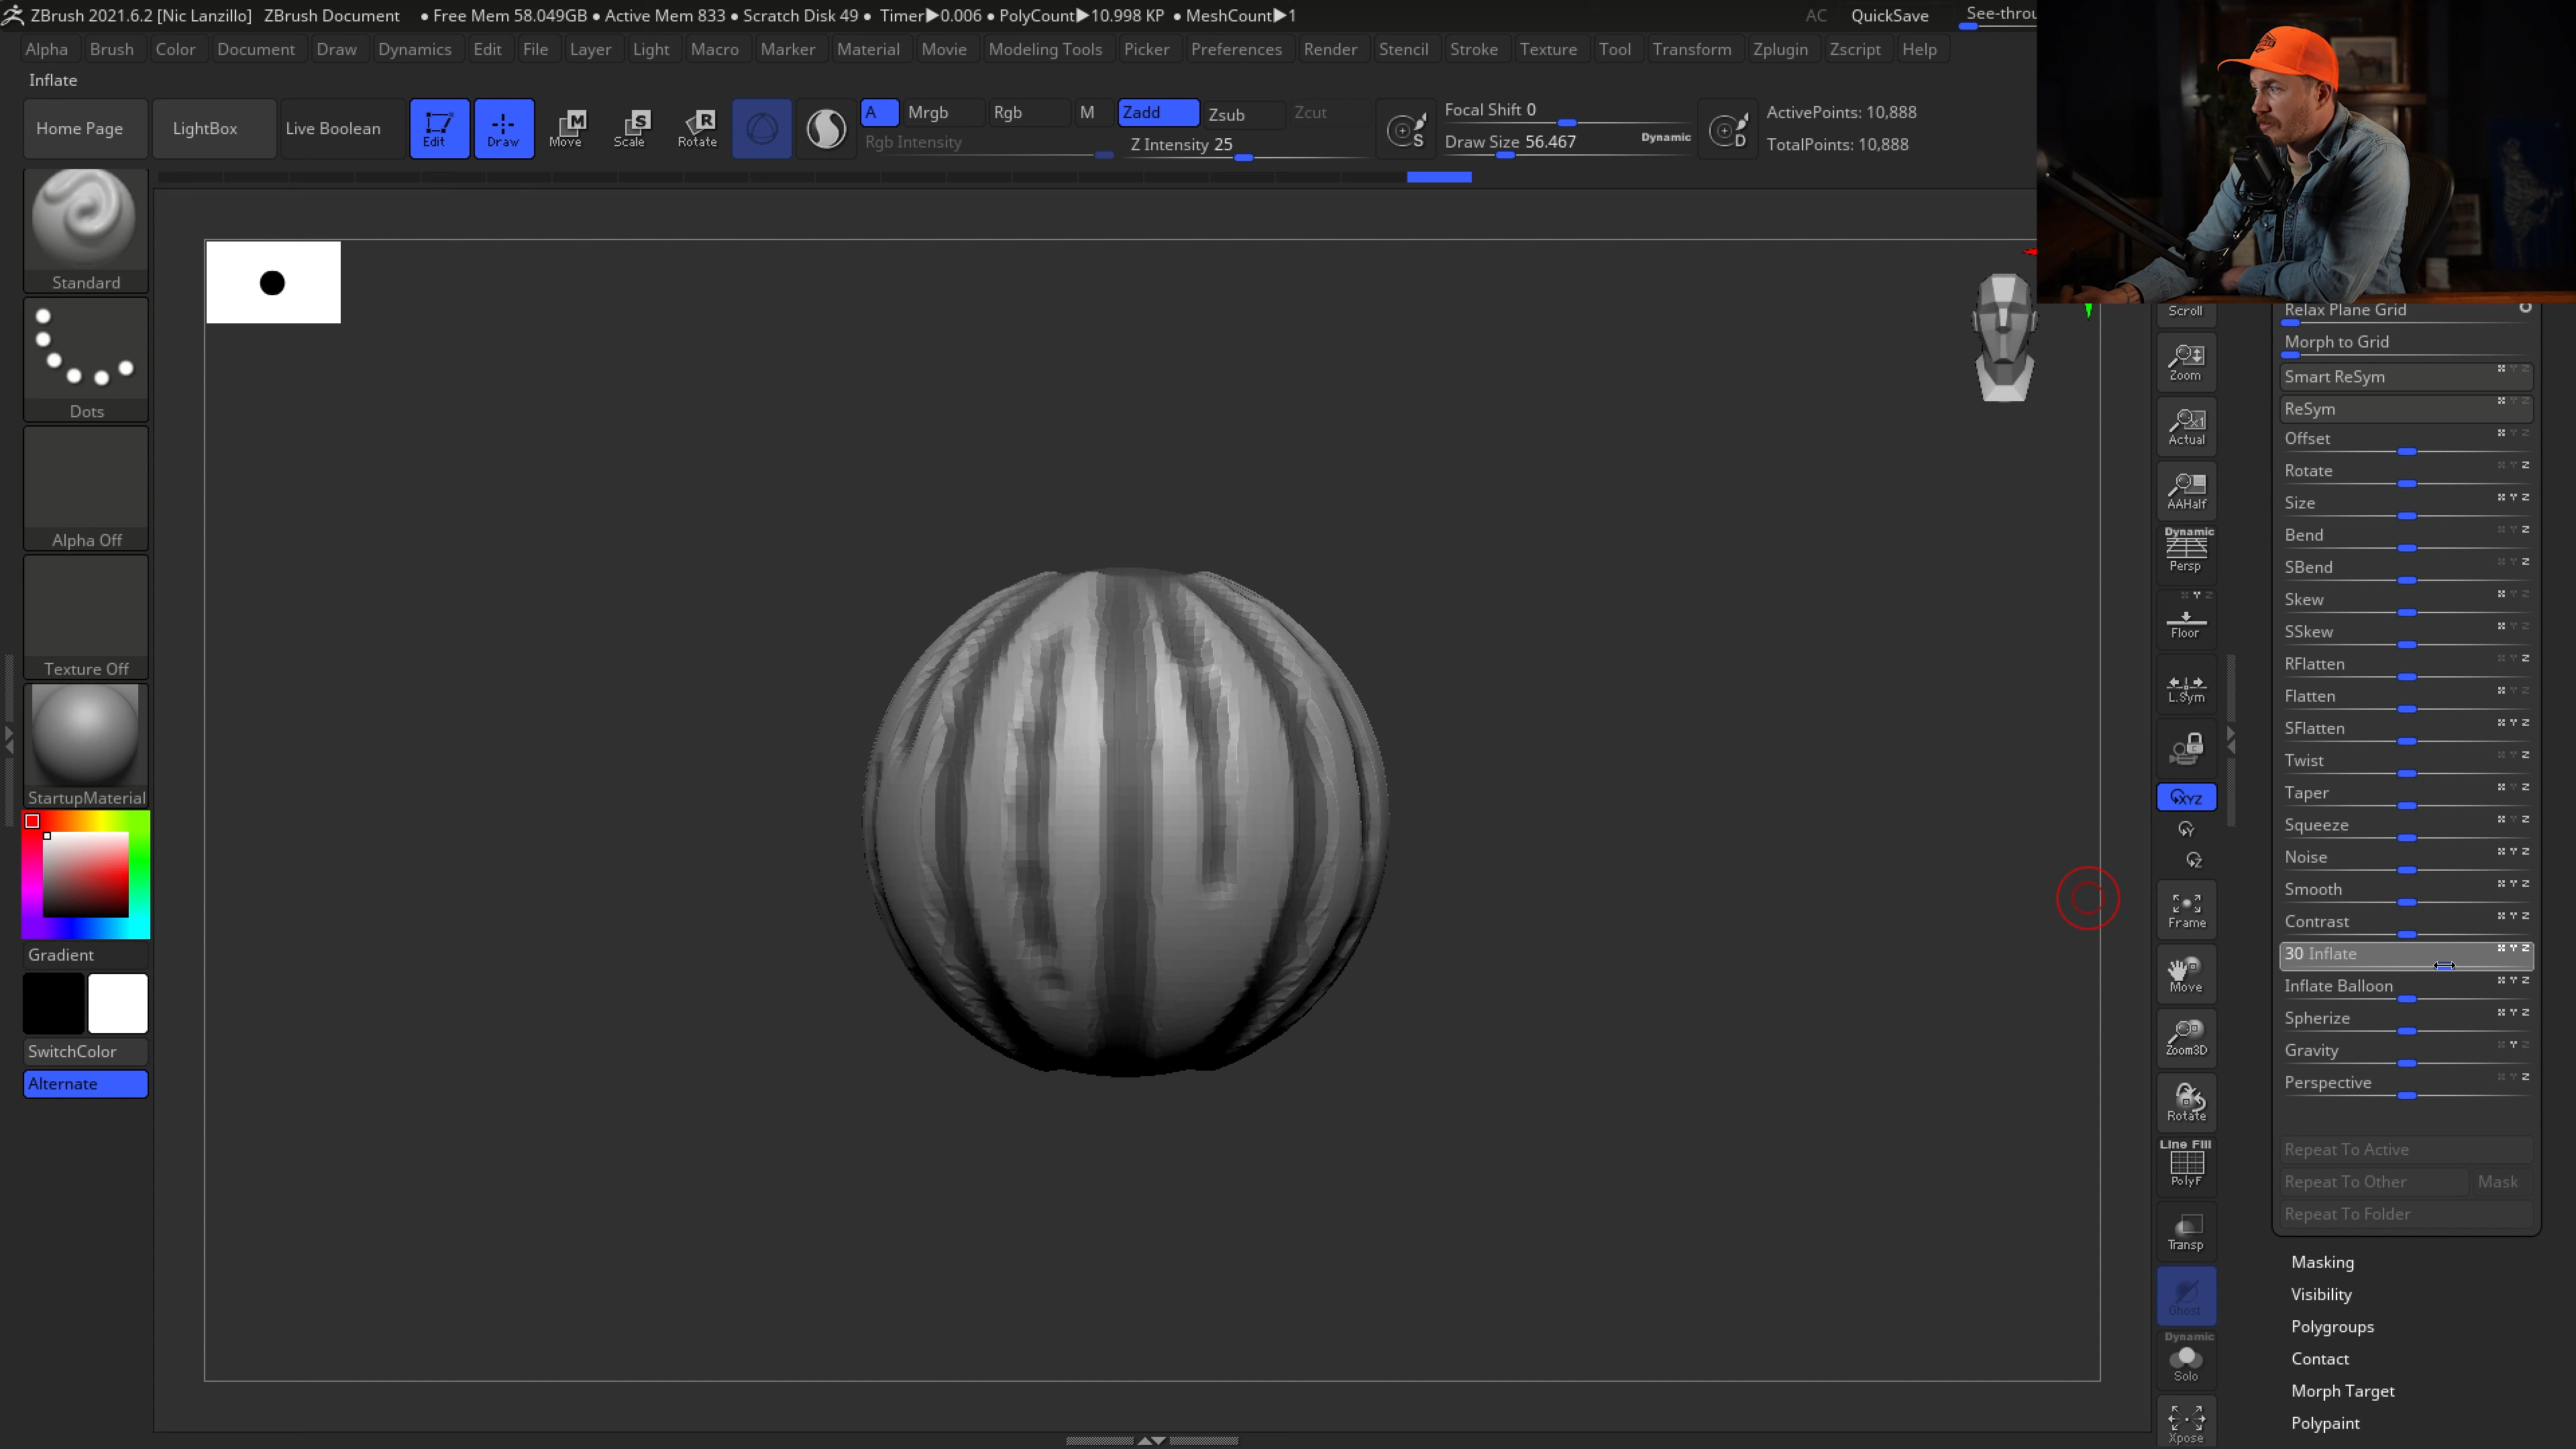 ZBrush 2021.6.2 [Nic Lanzillo] ZBrush Document • Free Mem 58.049GB • Active Mem 833 • Scratch Disk 49 • Timer▶0.006 • PolyCount▶10.998 KP • MeshCount▶1 AC QuickSave See-throu
Alpha Brush Color Document Draw Dynamics Edit File Layer Light Macro Marker Material Movie Modeling Tools Picker Preferences Render Stencil Stroke Texture Tool Transform Zplugin Zscript Help
Inflate
Home Page LightBox Live Boolean Edit Draw Move Scale Rotate
M S R
A Mrgb Rgb M Zadd Zsub Zcut
Rgb Intensity Z Intensity 25
S Focal Shift 0
Draw Size 56.467 Dynamic D
ActivePoints: 10,888
TotalPoints: 10,888
Standard
Dots
Alpha Off
Texture Off
StartupMaterial
Gradient
SwitchColor
Alternate
Scroll
Zoom
x1
Actual
AAHalf
Dynamic
Persp
Floor
L.Sym
XYZ
Y
Z
Frame
Move
Zoom3D
Rotate
Line Fill
PolyF
Transp
Ghost
Dynamic
Solo
Xpose
Relax Plane Grid
Morph to Grid
Smart ReSym
ReSym
Offset
Rotate
Size
Bend
SBend
Skew
SSkew
RFlatten
Flatten
SFlatten
Twist
Taper
Squeeze
Noise
Smooth
Contrast
30 Inflate
Inflate Balloon
Spherize
Gravity
Perspective
Repeat To Active
Repeat To Other Mask
Repeat To Folder
Masking
Visibility
Polygroups
Contact
Morph Target
Polypaint